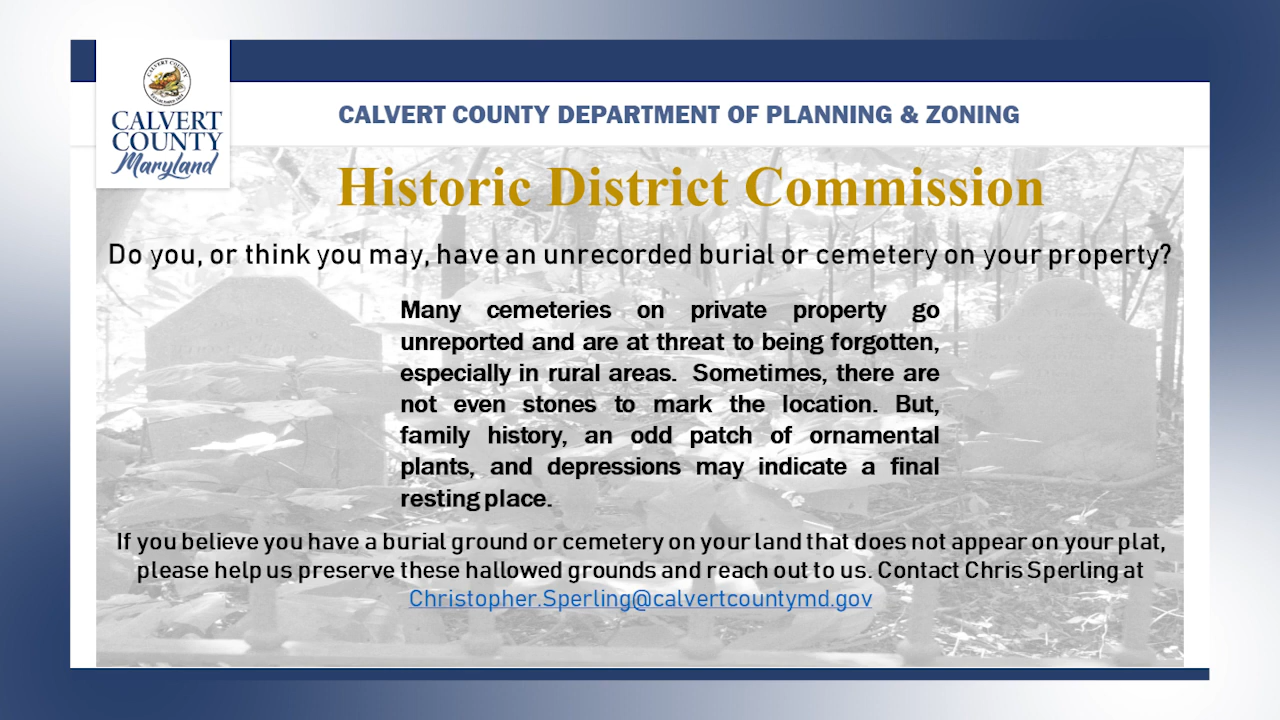 CALVERT COUNTY
CALVERT
COUNTY
Maryland
CALVERT COUNTY DEPARTMENT OF PLANNING & ZONING
Historic District Commission
Do you, or think you may, have an unrecorded burial or cemetery on your property?
Many cemeteries on private property go
unreported and are at threat to being forgotten,
especially in rural areas. Sometimes, there are
not even stones to mark the location. But,
family history, an odd patch of ornamental
plants, and depressions may indicate a final
resting place.
If you believe you have a burial ground or cemetery on your land that does not appear on your plat,
please help us preserve these hallowed grounds and reach out to us. Contact Chris Sperling at
Christopher.Sperling@calvertcountymd.gov